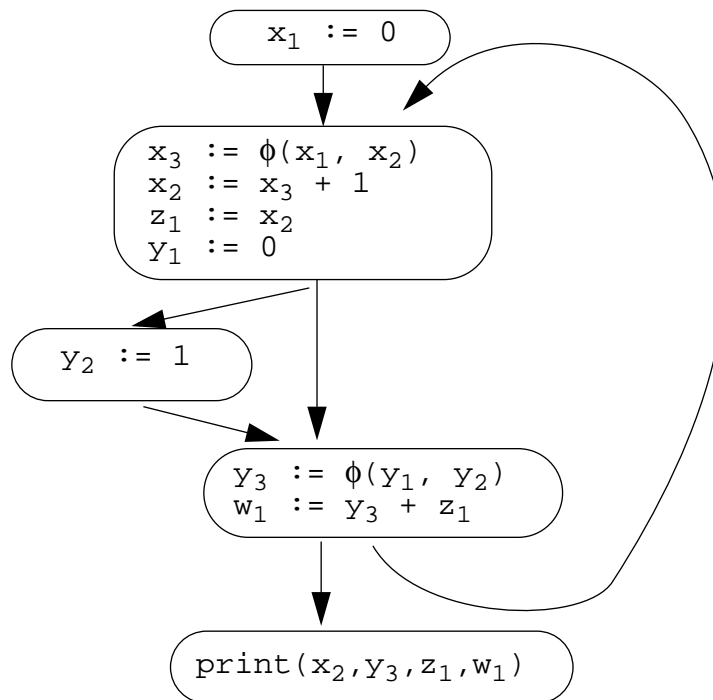 x₁ := 0
x₃ := ϕ(x₁, x₂)
x₂ := x₃ + 1
z₁ := x₂
y₁ := 0
y₂ := 1
y₃ := ϕ(y₁, y₂)
w₁ := y₃ + z₁
print(x₂,y₃,z₁,w₁)